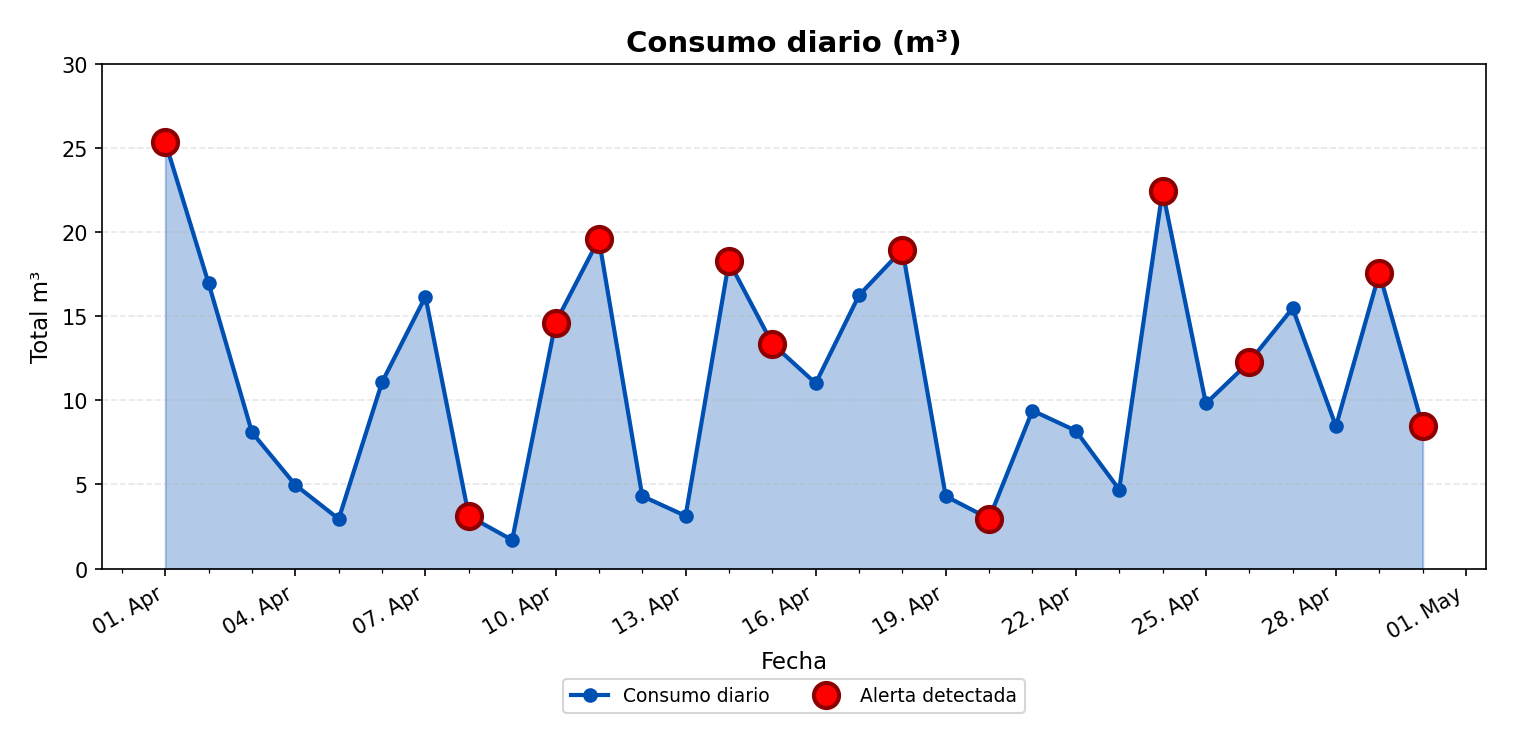 Consumo diario (m³)
30
25
20
15
10
5
0
Total m³
01. Apr
04. Apr
07. Apr
10. Apr
13. Apr
16. Apr
19. Apr
22. Apr
25. Apr
28. Apr
01. May
Fecha
Consumo diario
Alerta detectada